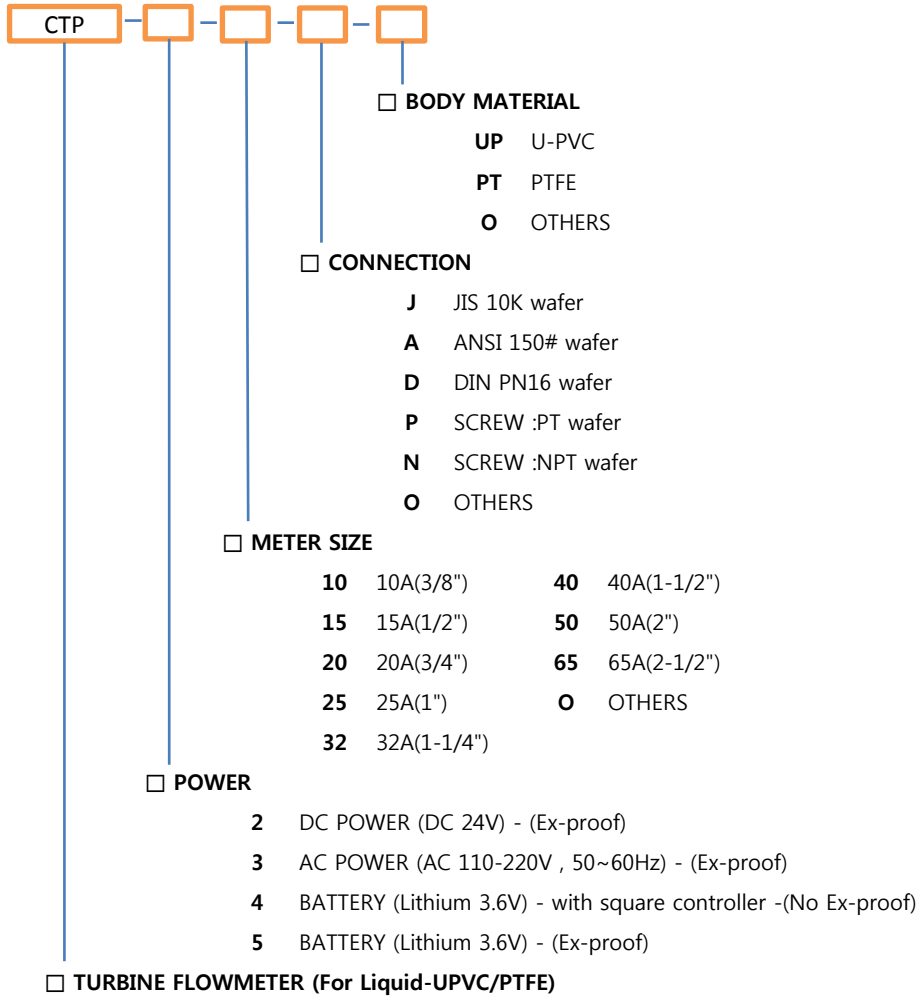 CTP
□ BODY MATERIAL
UP U-PVC
PT PTFE
O OTHERS
□ CONNECTION
J JIS 10K wafer
A ANSI 150# wafer
D DIN PN16 wafer
P SCREW :PT wafer
N SCREW :NPT wafer
O OTHERS
□ METER SIZE
10 10A(3/8") 40 40A(1-1/2")
15 15A(1/2") 50 50A(2")
20 20A(3/4") 65 65A(2-1/2")
25 25A(1") O OTHERS
32 32A(1-1/4")
□ POWER
2 DC POWER (DC 24V) - (Ex-proof)
3 AC POWER (AC 110-220V , 50~60Hz) - (Ex-proof)
4 BATTERY (Lithium 3.6V) - with square controller -(No Ex-proof)
5 BATTERY (Lithium 3.6V) - (Ex-proof)
□ TURBINE FLOWMETER (For Liquid-UPVC/PTFE)